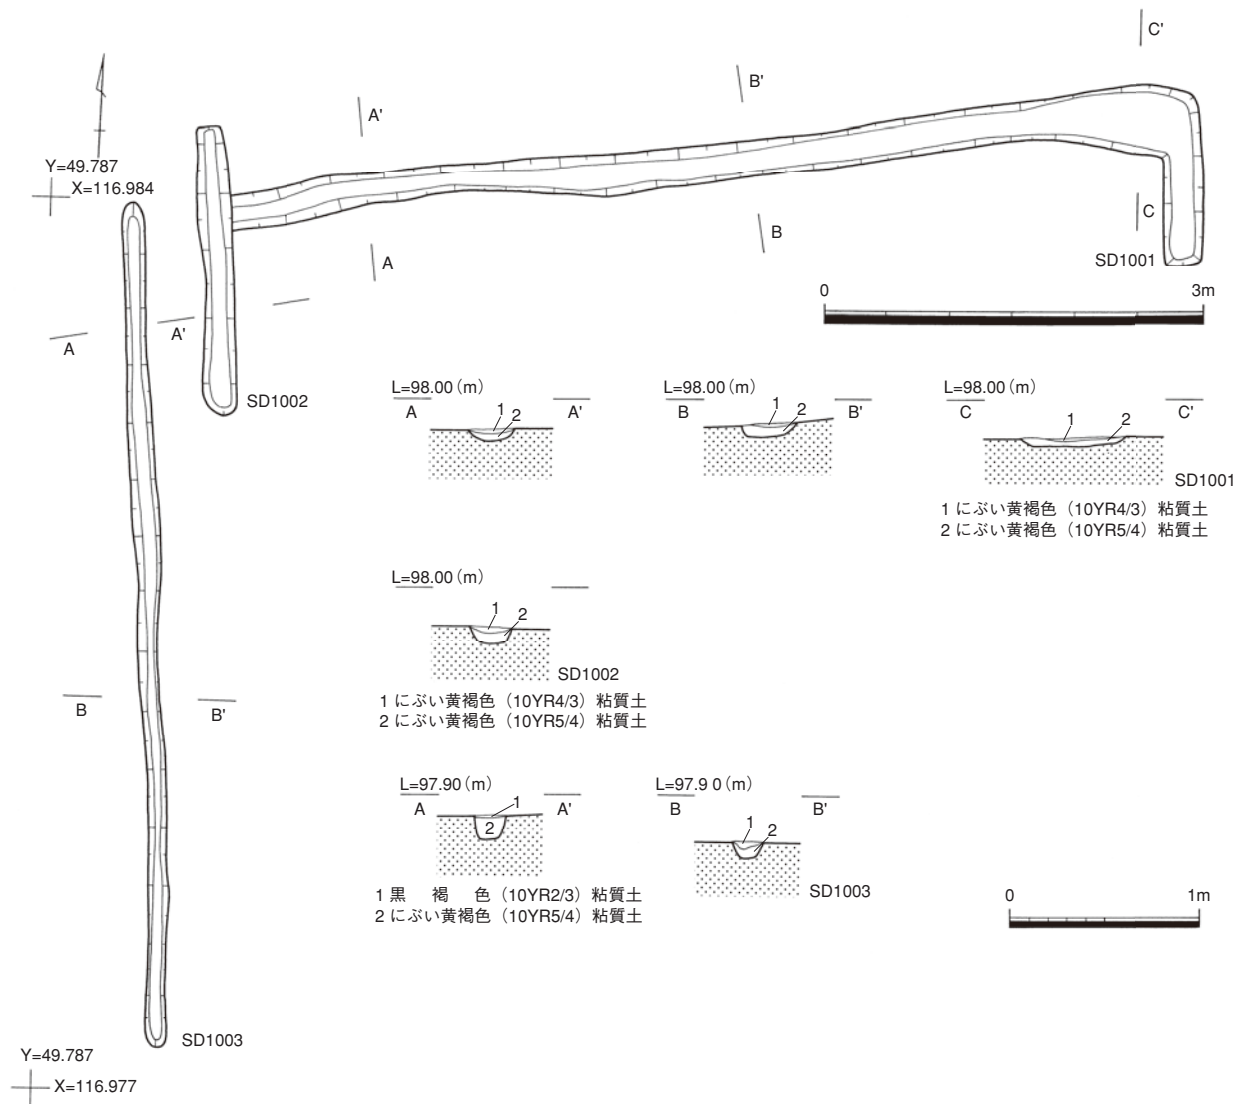 C'
B'
A'
Y=49.787
X=116.984
C
B
A
SD1001
0 3m
A'
A
SD1002
L=98.00(m)
A A'
1
2
L=98.00(m)
B B'
1
2
L=98.00(m)
C C'
1 2
SD1001
1 にぶい黄褐色(10YR4/3)粘質土
2 にぶい黄褐色(10YR5/4)粘質土
L=98.00(m)
1
2
SD1002
1 にぶい黄褐色(10YR4/3)粘質土
2 にぶい黄褐色(10YR5/4)粘質土
B B'
L=97.90(m)
A A'
1
2
L=97.9 0(m)
B B'
1
2
SD1003
1 黒 褐 色(10YR2/3)粘質土
2 にぶい黄褐色(10YR5/4)粘質土
0 1m
SD1003
Y=49.787
X=116.977